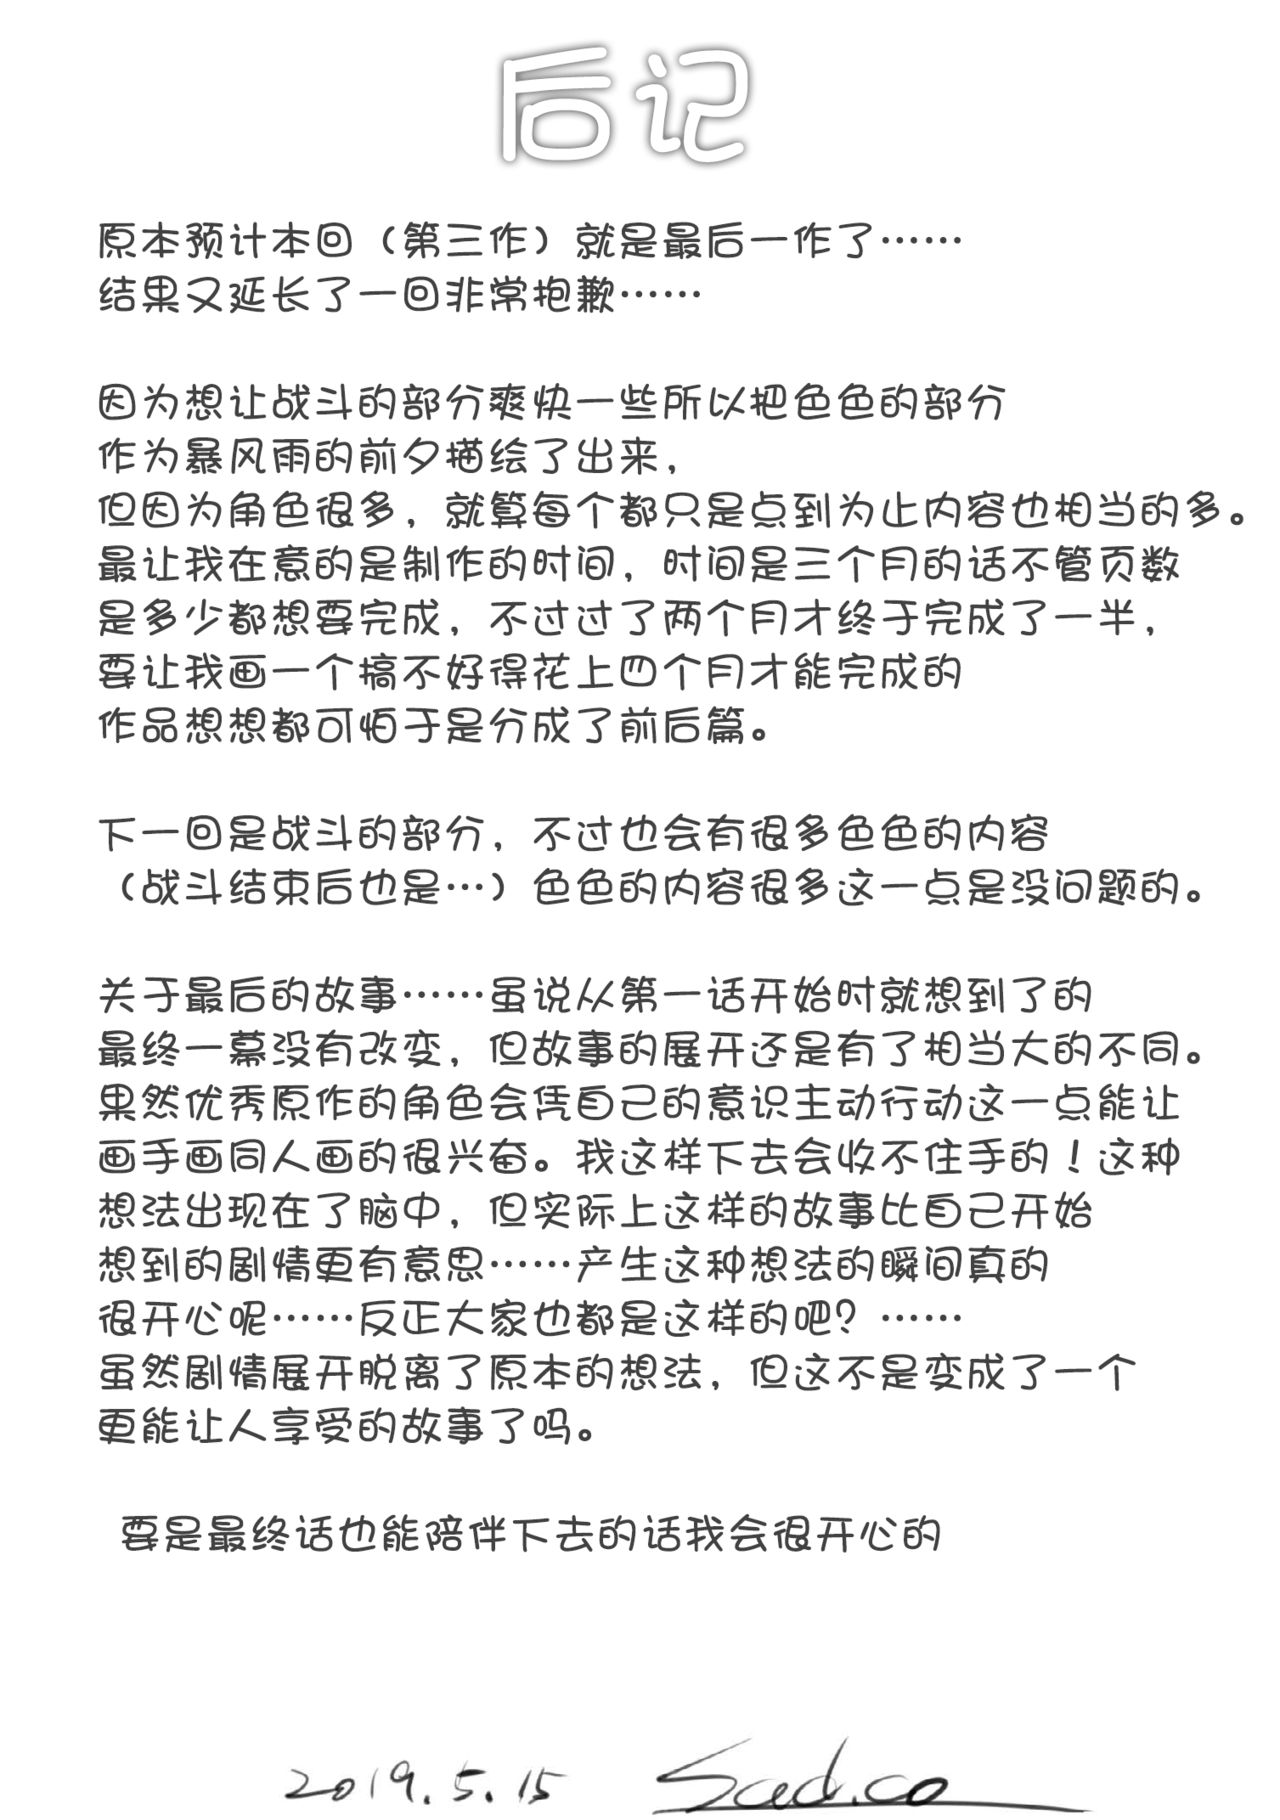 后记
原本预计本回（第三作）就是最后一作了……
结果又延长了一回非常抱歉……
因为想让战斗的部分爽快一些所以把色色的部分
作为暴风雨的前夕描绘了出来，
但因为角色很多，就算每个都只是点到为止内容也相当的多。
最让我在意的是制作的时间，时间是三个月的话不管页数
是多少都想要完成，不过过了两个月才终于完成了一半，
要让我画一个搞不好得花上四个月才能完成的
作品想想都可怕于是分成了前后篇。
下一回是战斗的部分，不过也会有很多色色的内容
（战斗结束后也是…）色色的内容很多这一点是没问题的。
关于最后的故事……虽说从第一话开始时就想到了的
最终一幕没有改变，但故事的展开还是有了相当大的不同。
果然优秀原作的角色会凭自己的意识主动行动这一点能让
画手画同人画的很兴奋。我这样下去会收不住手的！这种
想法出现在了脑中，但实际上这样的故事比自己开始
想到的剧情更有意思……产生这种想法的瞬间真的
很开心呢……反正大家也都是这样的吧？……
虽然剧情展开脱离了原本的想法，但这不是变成了一个
更能让人享受的故事了吗。
要是最终话也能陪伴下去的话我会很开心的
2019.5.15 Sad.co